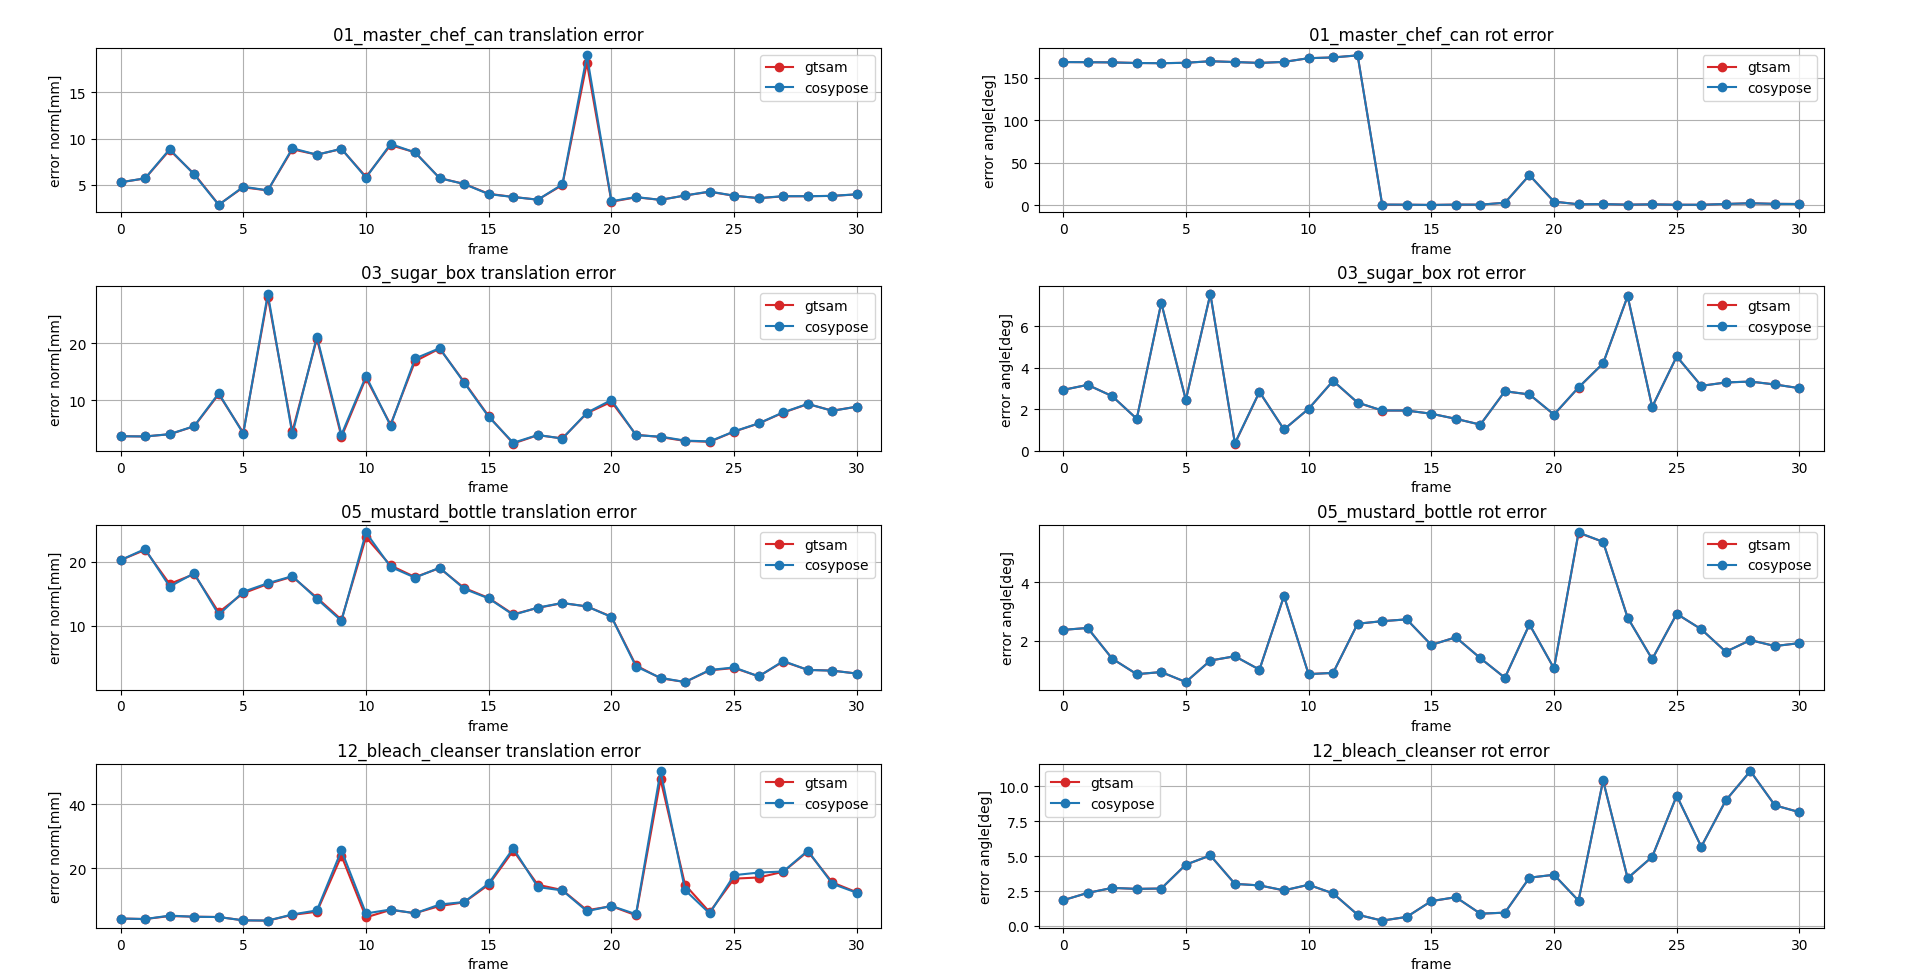 01_master_chef_can translation error
error norm[mm]
15
10
5
gtsam
cosypose
0 5 10 15 20 25 30
frame
01_master_chef_can rot error
error angle[deg]
150
100
50
0
gtsam
cosypose
0 5 10 15 20 25 30
frame
03_sugar_box translation error
error norm[mm]
20
10
gtsam
cosypose
0 5 10 15 20 25 30
frame
03_sugar_box rot error
error angle[deg]
6
4
2
0
gtsam
cosypose
0 5 10 15 20 25 30
frame
05_mustard_bottle translation error
error norm[mm]
20
10
gtsam
cosypose
0 5 10 15 20 25 30
frame
05_mustard_bottle rot error
error angle[deg]
4
2
gtsam
cosypose
0 5 10 15 20 25 30
frame
12_bleach_cleanser translation error
error norm[mm]
40
20
gtsam
cosypose
0 5 10 15 20 25 30
frame
12_bleach_cleanser rot error
error angle[deg]
10.0
7.5
5.0
2.5
0.0
gtsam
cosypose
0 5 10 15 20 25 30
frame